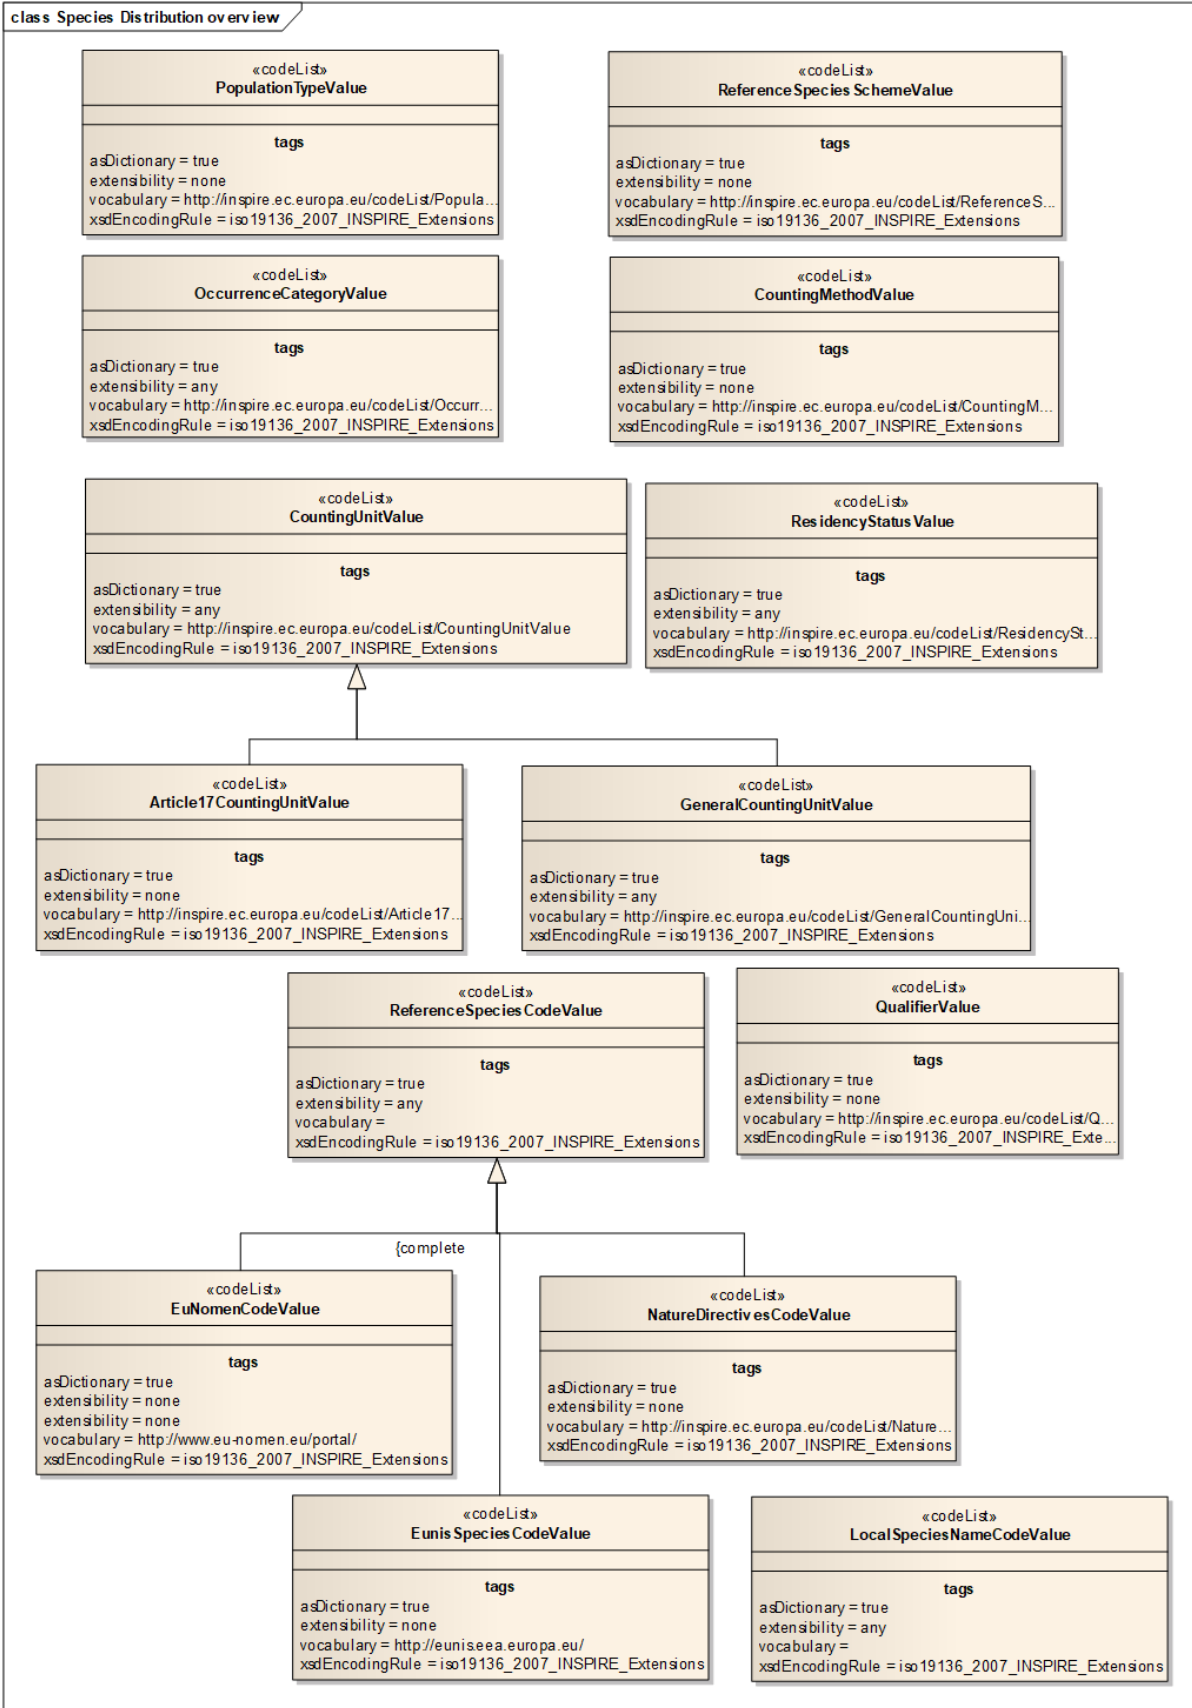 class Species Distribution overview
«codeList»
PopulationTypeValue
tags
asDictionary = true
extensibility = none
vocabulary = http://inspire.ec.europa.eu/codeList/Popula...
xsdEncodingRule = iso19136_2007_INSPIRE_Extensions
«codeList»
ReferenceSpeciesSchemeValue
tags
asDictionary = true
extensibility = none
vocabulary = http://inspire.ec.europa.eu/codeList/ReferenceS...
xsdEncodingRule = iso19136_2007_INSPIRE_Extensions
«codeList»
OccurrenceCategoryValue
tags
asDictionary = true
extensibility = any
vocabulary = http://inspire.ec.europa.eu/codeList/Occurr...
xsdEncodingRule = iso19136_2007_INSPIRE_Extensions
«codeList»
CountingMethodValue
tags
asDictionary = true
extensibility = none
vocabulary = http://inspire.ec.europa.eu/codeList/CountingM...
xsdEncodingRule = iso19136_2007_INSPIRE_Extensions
«codeList»
CountingUnitValue
tags
asDictionary = true
extensibility = any
vocabulary = http://inspire.ec.europa.eu/codeList/CountingUnitValue
xsdEncodingRule = iso19136_2007_INSPIRE_Extensions
«codeList»
ResidencyStatusValue
tags
asDictionary = true
extensibility = any
vocabulary = http://inspire.ec.europa.eu/codeList/ResidencySt...
xsdEncodingRule = iso19136_2007_INSPIRE_Extensions
«codeList»
Article17CountingUnitValue
tags
asDictionary = true
extensibility = none
vocabulary = http://inspire.ec.europa.eu/codeList/Article17...
xsdEncodingRule = iso19136_2007_INSPIRE_Extensions
«codeList»
GeneralCountingUnitValue
tags
asDictionary = true
extensibility = any
vocabulary = http://inspire.ec.europa.eu/codeList/GeneralCountingUni...
xsdEncodingRule = iso19136_2007_INSPIRE_Extensions
«codeList»
ReferenceSpeciesCodeValue
tags
asDictionary = true
extensibility = any
vocabulary =
xsdEncodingRule = iso19136_2007_INSPIRE_Extensions
«codeList»
QualifierValue
tags
asDictionary = true
extensibility = none
vocabulary = http://inspire.ec.europa.eu/codeList/Q...
xsdEncodingRule = iso19136_2007_INSPIRE_Exte...
{complete
«codeList»
EuNomenCodeValue
tags
asDictionary = true
extensibility = none
extensibility = none
vocabulary = http://www.eu-nomen.eu/portal/
xsdEncodingRule = iso19136_2007_INSPIRE_Extensions
«codeList»
NatureDirectivesCodeValue
tags
asDictionary = true
extensibility = none
vocabulary = http://inspire.ec.europa.eu/codeList/Nature...
xsdEncodingRule = iso19136_2007_INSPIRE_Extensions
«codeList»
EunisSpeciesCodeValue
tags
asDictionary = true
extensibility = none
vocabulary = http://eunis.eea.europa.eu/
xsdEncodingRule = iso19136_2007_INSPIRE_Extensions
«codeList»
LocalSpeciesNameCodeValue
tags
asDictionary = true
extensibility = any
vocabulary =
xsdEncodingRule = iso19136_2007_INSPIRE_Extensions